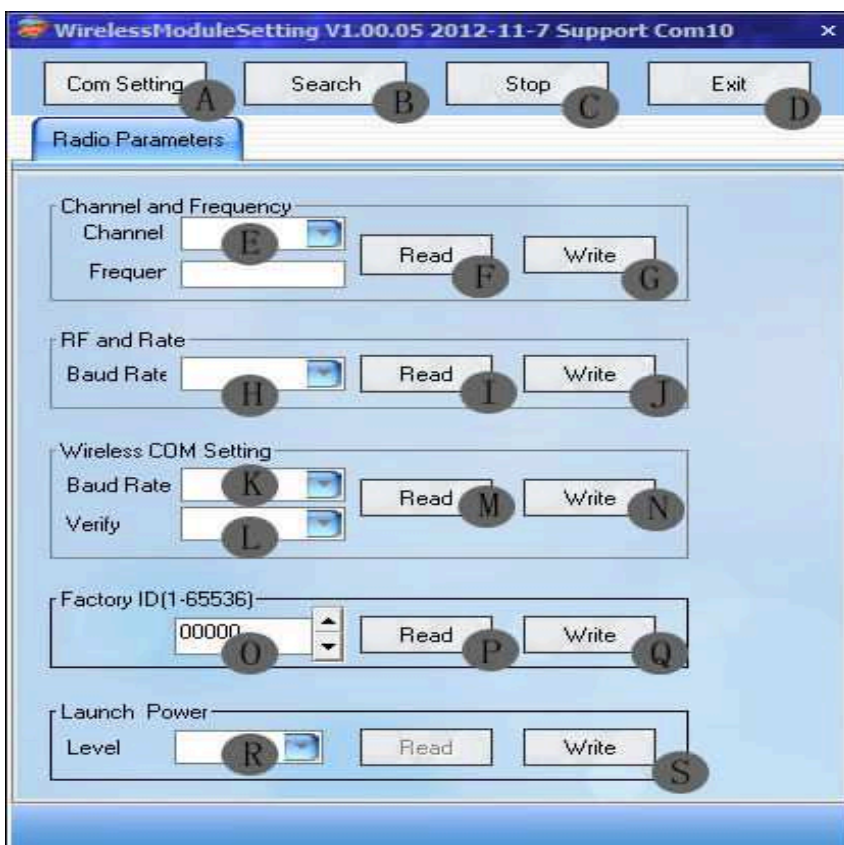 WirelessModuleSetting V1.00.05 2012-11-7 Support Com10 ×
Com Setting A Search B Stop C Exit D
Radio Parameters
Channel and Frequency
Channel E Read F Write G
Frequer
RF and Rate
Baud Rate H Read I Write J
Wireless COM Setting
Baud Rate K Read M Write N
Verify L
Factory ID(1-65536)
00000 O Read P Write Q
Launch Power
Level R Read Write S